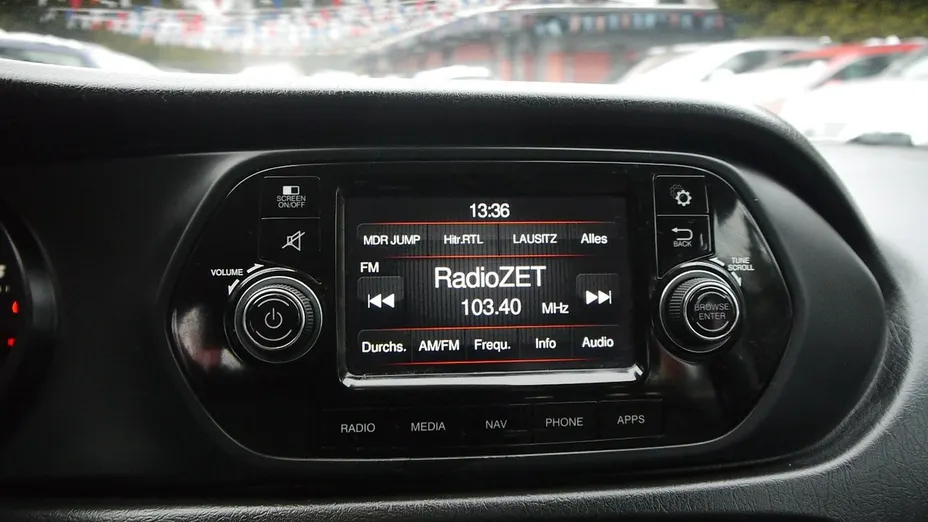 SCREEN
ON/OFF
VOLUME
13:36
MDR JUMP Hitr.RTL LAUSITZ Alles
FM
RadioZET
103.40 MHz
Durchs. AM/FM Frequ. Info Audio
BACK
TUNE
SCROLL
BROWSE
ENTER
RADIO MEDIA NAV PHONE APPS